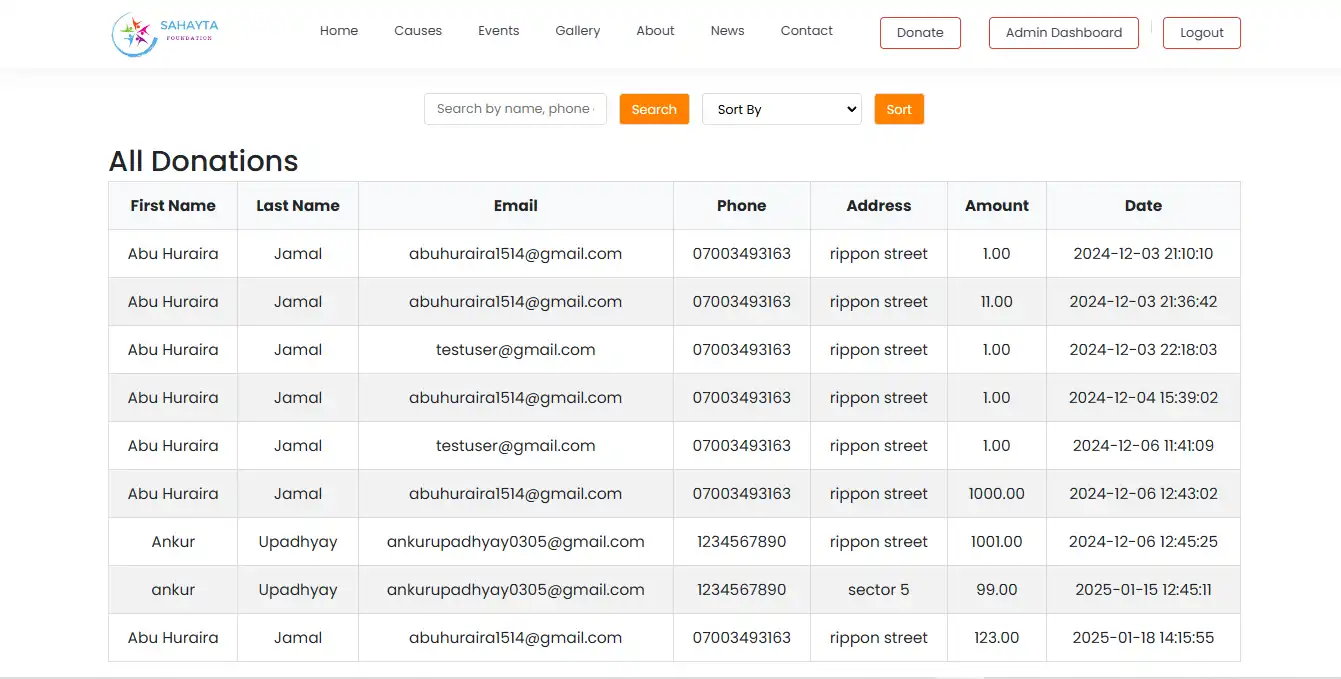 SAHAYTA
FOUNDATION
Home Causes Events Gallery About News Contact Donate Admin Dashboard Logout
Search by name, phone Search Sort By Sort
All Donations
First Name Last Name Email Phone Address Amount Date
Abu Huraira Jamal abuhuraira1514@gmail.com 07003493163 rippon street 1.00 2024-12-03 21:10:10
Abu Huraira Jamal abuhuraira1514@gmail.com 07003493163 rippon street 11.00 2024-12-03 21:36:42
Abu Huraira Jamal testuser@gmail.com 07003493163 rippon street 1.00 2024-12-03 22:18:03
Abu Huraira Jamal abuhuraira1514@gmail.com 07003493163 rippon street 1.00 2024-12-04 15:39:02
Abu Huraira Jamal testuser@gmail.com 07003493163 rippon street 1.00 2024-12-06 11:41:09
Abu Huraira Jamal abuhuraira1514@gmail.com 07003493163 rippon street 1000.00 2024-12-06 12:43:02
Ankur Upadhyay ankurupadhyay0305@gmail.com 1234567890 rippon street 1001.00 2024-12-06 12:45:25
ankur Upadhyay ankurupadhyay0305@gmail.com 1234567890 sector 5 99.00 2025-01-15 12:45:11
Abu Huraira Jamal abuhuraira1514@gmail.com 07003493163 rippon street 123.00 2025-01-18 14:15:55